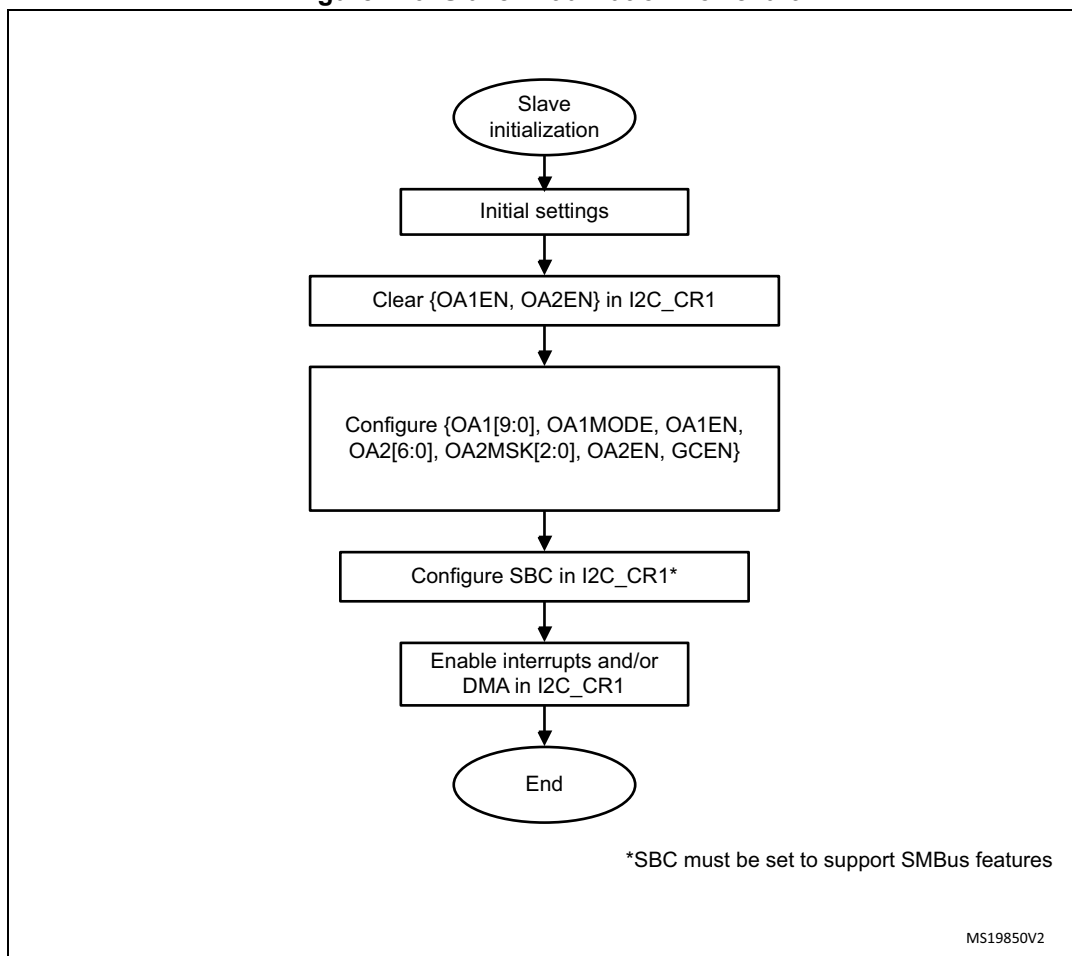 Slave
initialization
Initial settings
Clear {OA1EN, OA2EN} in I2C_CR1
Configure {OA1[9:0], OA1MODE, OA1EN,
OA2[6:0], OA2MSK[2:0], OA2EN, GCEN}
Configure SBC in I2C_CR1*
Enable interrupts and/or
DMA in I2C_CR1
End
*SBC must be set to support SMBus features
MS19850V2